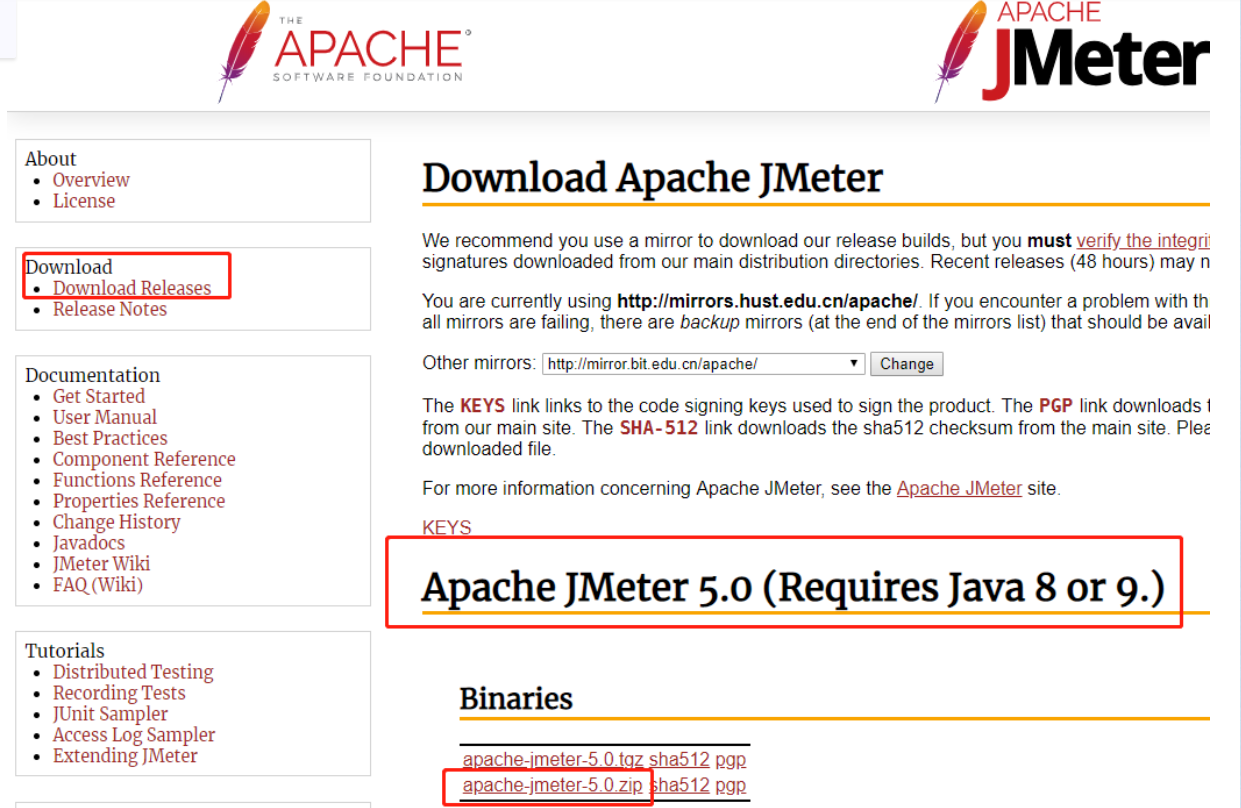 THE
APACHE®
SOFTWARE FOUNDATION
APACHE
JMeter
About
Overview
License
Download
Download Releases
Release Notes
Documentation
Get Started
User Manual
Best Practices
Component Reference
Functions Reference
Properties Reference
Change History
Javadocs
JMeter Wiki
FAQ (Wiki)
Tutorials
Distributed Testing
Recording Tests
JUnit Sampler
Access Log Sampler
Extending JMeter
Download Apache JMeter
We recommend you use a mirror to download our release builds, but you must verify the integri
signatures downloaded from our main distribution directories. Recent releases (48 hours) may n
You are currently using http://mirrors.hust.edu.cn/apache/. If you encounter a problem with th
all mirrors are failing, there are backup mirrors (at the end of the mirrors list) that should be avail
Other mirrors: http://mirror.bit.edu.cn/apache/ Change
The KEYS link links to the code signing keys used to sign the product. The PGP link downloads t
from our main site. The SHA-512 link downloads the sha512 checksum from the main site. Plea
downloaded file.
For more information concerning Apache JMeter, see the Apache JMeter site.
KEYS
Apache JMeter 5.0 (Requires Java 8 or 9.)
Binaries
apache-jmeter-5.0.tgz sha512 pgp
apache-jmeter-5.0.zip sha512 pgp